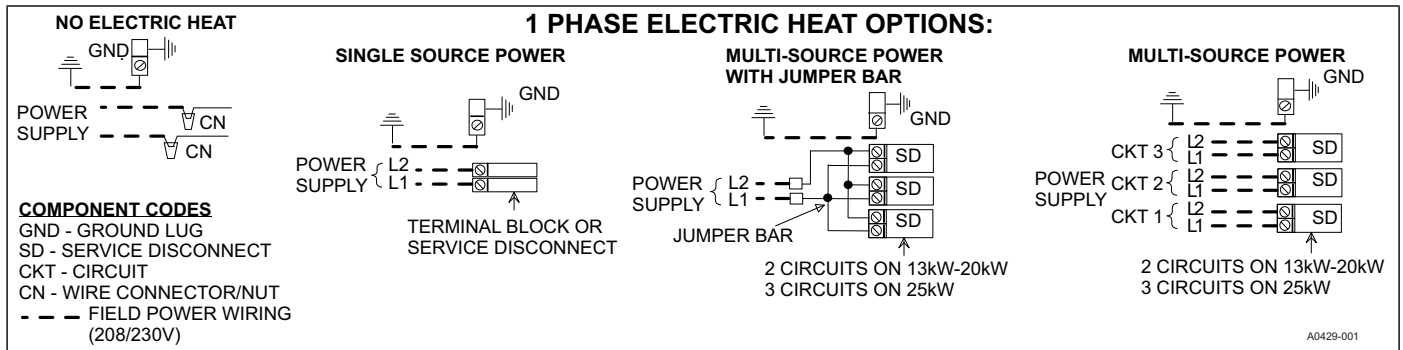 1 PHASE ELECTRIC HEAT OPTIONS:
NO ELECTRIC HEAT
GND
POWER
SUPPLY
CN
CN
COMPONENT CODES
GND - GROUND LUG
SD - SERVICE DISCONNECT
CKT - CIRCUIT
CN - WIRE CONNECTOR/NUT
FIELD POWER WIRING
(208/230V)
SINGLE SOURCE POWER
GND
POWER
SUPPLY
L2
L1
TERMINAL BLOCK OR
SERVICE DISCONNECT
MULTI-SOURCE POWER
WITH JUMPER BAR
GND
SD
POWER
SUPPLY
L2
L1
SD
SD
JUMPER BAR
2 CIRCUITS ON 13kW-20kW
3 CIRCUITS ON 25kW
MULTI-SOURCE POWER
GND
CKT 3
L2
L1
SD
POWER
SUPPLY
CKT 2
L2
L1
SD
CKT 1
L2
L1
SD
2 CIRCUITS ON 13kW-20kW
3 CIRCUITS ON 25kW
A0429-001